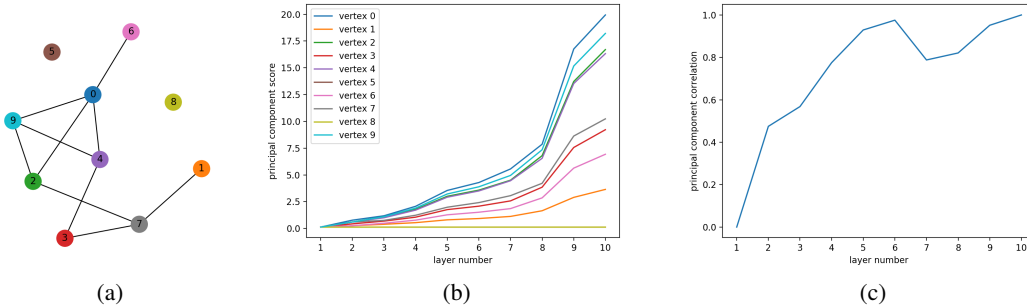 6
5
0
8
9
4
1
2
7
3
(a)
principal component score
20.0
17.5
15.0
12.5
10.0
7.5
5.0
2.5
0.0
vertex 0
vertex 1
vertex 2
vertex 3
vertex 4
vertex 5
vertex 6
vertex 7
vertex 8
vertex 9
1 2 3 4 5 6 7 8 9 10
layer number
(b)
principal component correlation
1.0
0.8
0.6
0.4
0.2
0.0
1 2 3 4 5 6 7 8 9 10
layer number
(c)